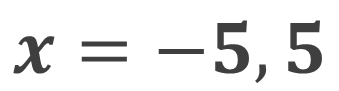 x = −5, 5